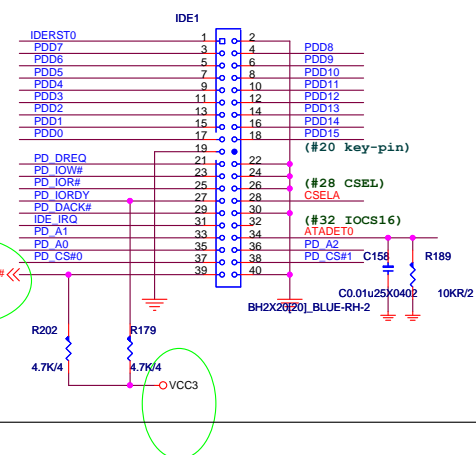 IDE1
IDERST0 1 2
PDD7 3 4 PDD8
PDD6 5 6 PDD9
PDD5 7 8 PDD10
PDD4 9 10 PDD11
PDD3 11 12 PDD12
PDD2 13 14 PDD13
PDD1 15 16 PDD14
PDD0 17 18 PDD15
19 (#20 key-pin)
PD_DREQ 21 22
PD_IOW# 23 24
PD_IOR# 25 26 (#28 CSEL)
PD_IORDY 27 28 CSELA
PD_DACK# 29 30
IDE_IRQ 31 32 (#32 IOCS16)
PD_A1 33 34 ATADET0
PD_A0 35 36 PD_A2
PD_CS#0 37 38 PD_CS#1 C158 R189
# 39 40
C0.01u25X0402 10KR/2
BH2X20[20]_BLUE-RH-2
R202 R179
4.7K/4 4.7K/4
VCC3